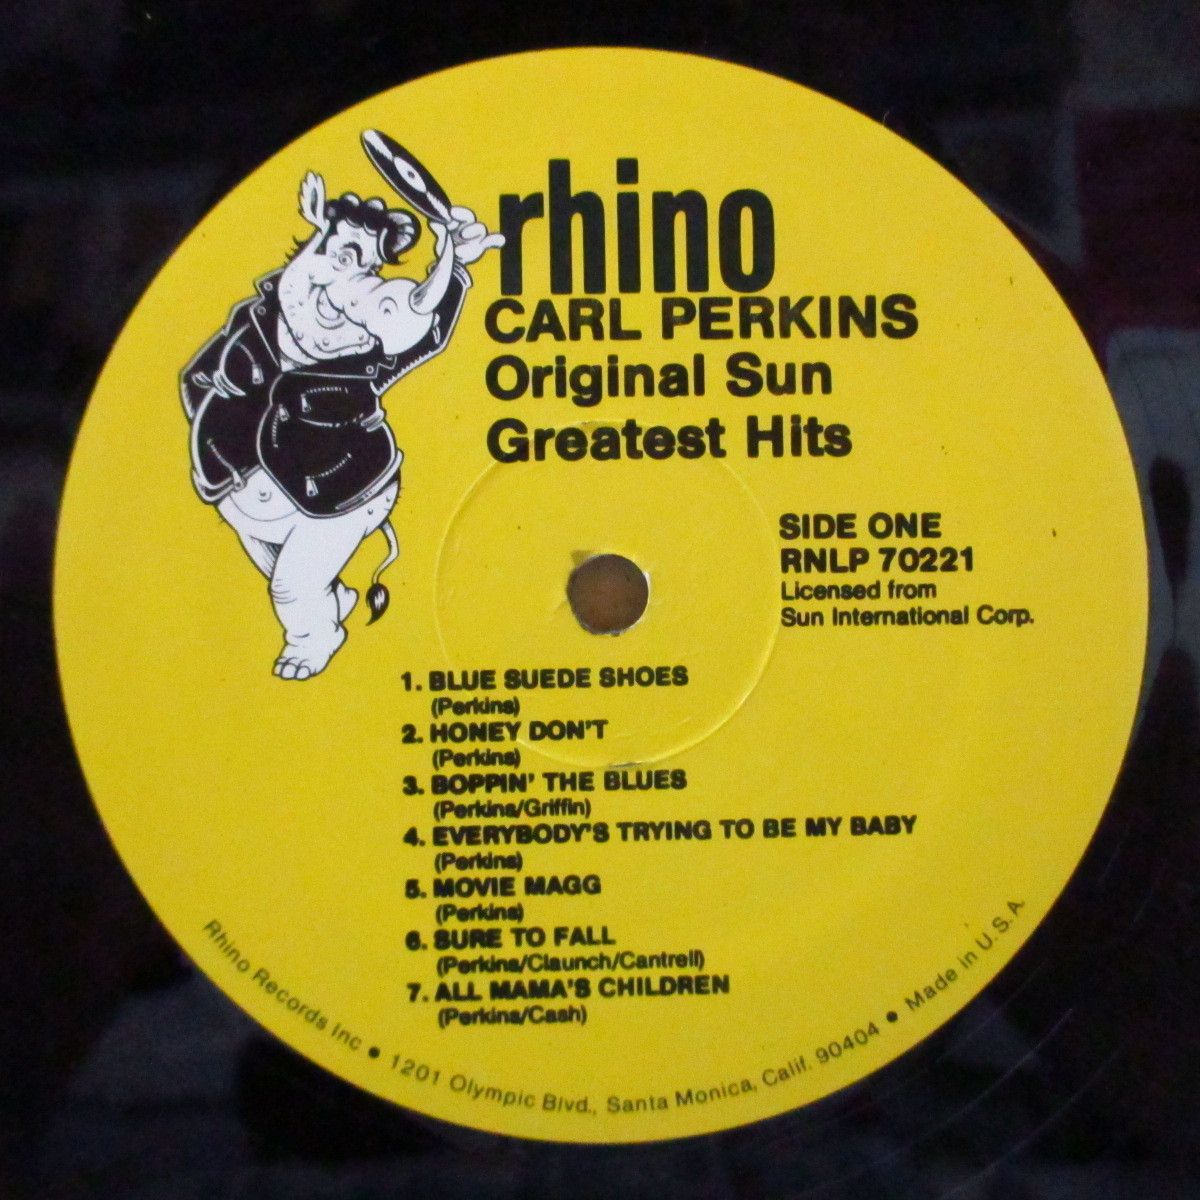 rhino
CARL PERKINS
Original Sun
Greatest Hits
SIDE ONE
RNLP 70221
Licensed from
Sun International Corp.
1. BLUE SUEDE SHOES
(Perkins)
2. HONEY DON'T
(Perkins)
3. BOPPIN' THE BLUES
(Perkins/Griffin)
4. EVERYBODY'S TRYING TO BE MY BABY
(Perkins)
5. MOVIE MAGG
(Perkins)
6. SURE TO FALL
(Perkins/Claunch/Cantrell)
7. ALL MAMA'S CHILDREN
(Perkins/Cash)
Rhino Records Inc ● 1201 Olympic Blvd., Santa Monica, Calif. 90404 ● Made in U.S.A.